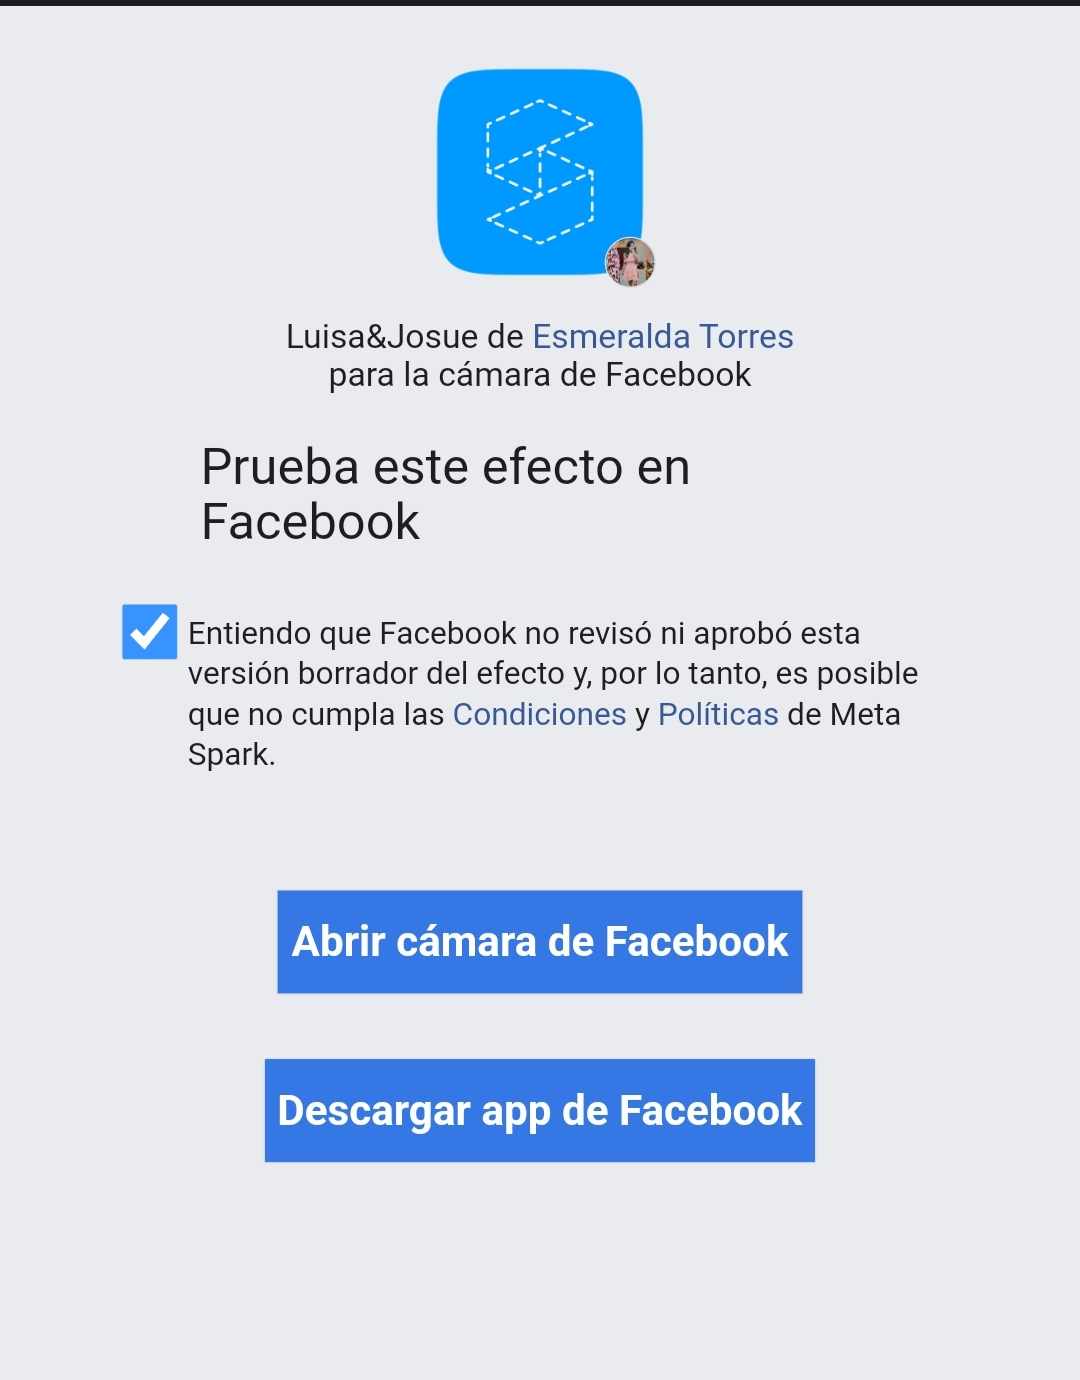 Luisa&Josue de Esmeralda Torres
para la cámara de Facebook
Prueba este efecto en
Facebook
Entiendo que Facebook no revisó ni aprobó esta
versión borrador del efecto y, por lo tanto, es posible
que no cumpla las Condiciones y Políticas de Meta
Spark.
Abrir cámara de Facebook
Descargar app de Facebook